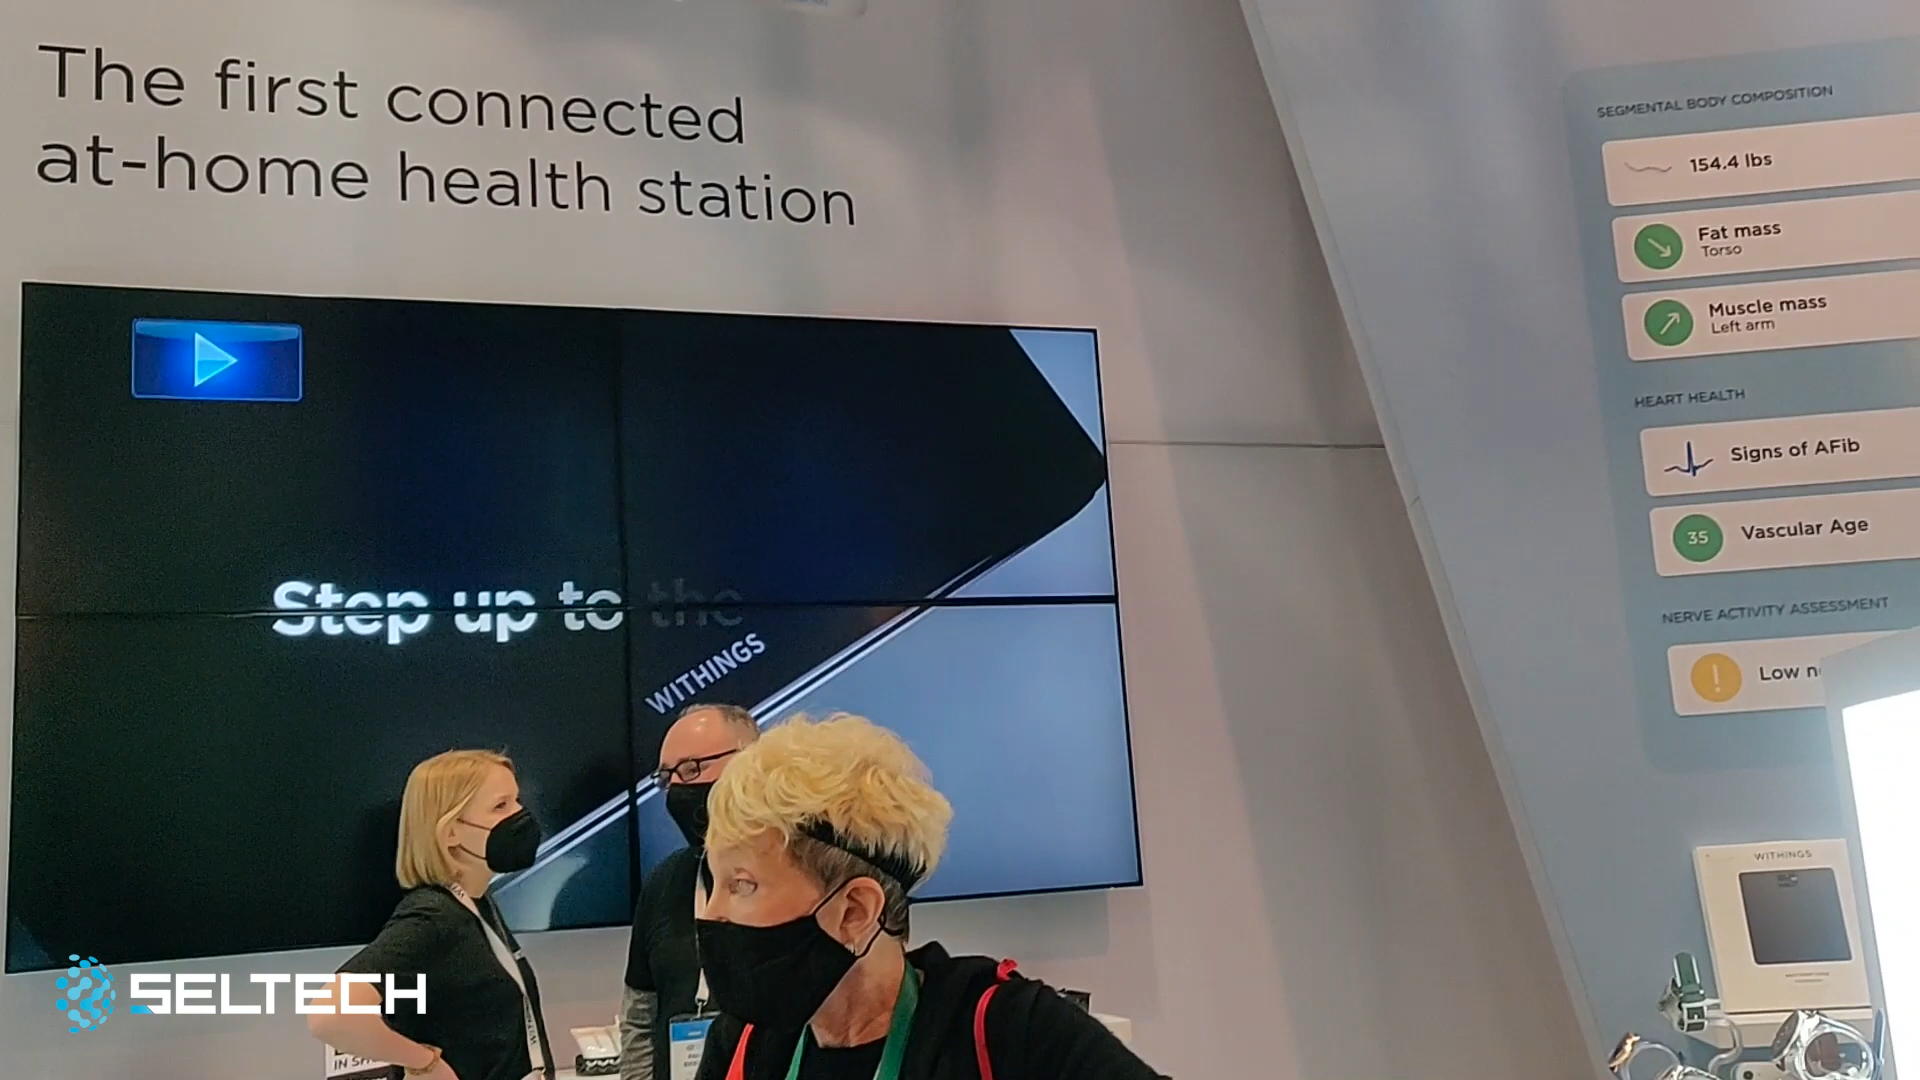 The first connected
at-home health station
Step up to the
WITHINGS
SEGMENTAL BODY COMPOSITION
154.4 lbs
Fat mass
Torso
Muscle mass
Left arm
HEART HEALTH
Signs of AFib
35
Vascular Age
NERVE ACTIVITY ASSESSMENT
Low
WITHINGS
SELTECH